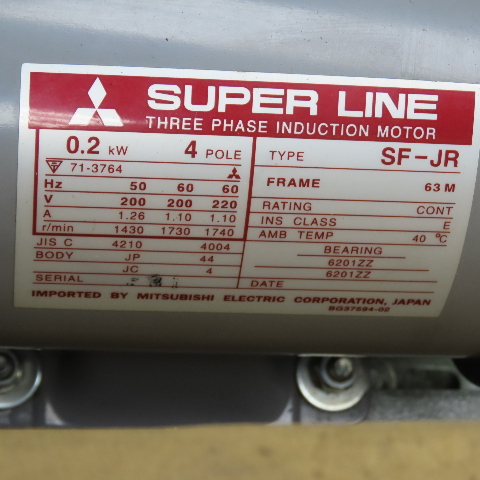 SUPER LINE
THREE PHASE INDUCTION MOTOR
0.2 kW 4 POLE
71-3764
Hz 50 60 60
V 200 200 220
A 1.26 1.10 1.10
r/min 1430 1730 1740
JIS C 4210 4004
BODY JP 44
JC 4
SERIAL
TYPE SF-JR
FRAME 63 M
RATING CONT
INS CLASS E
AMB TEMP 40 °C
BEARING
6201ZZ
6201ZZ
DATE
IMPORTED BY MITSUBISHI ELECTRIC CORPORATION, JAPAN